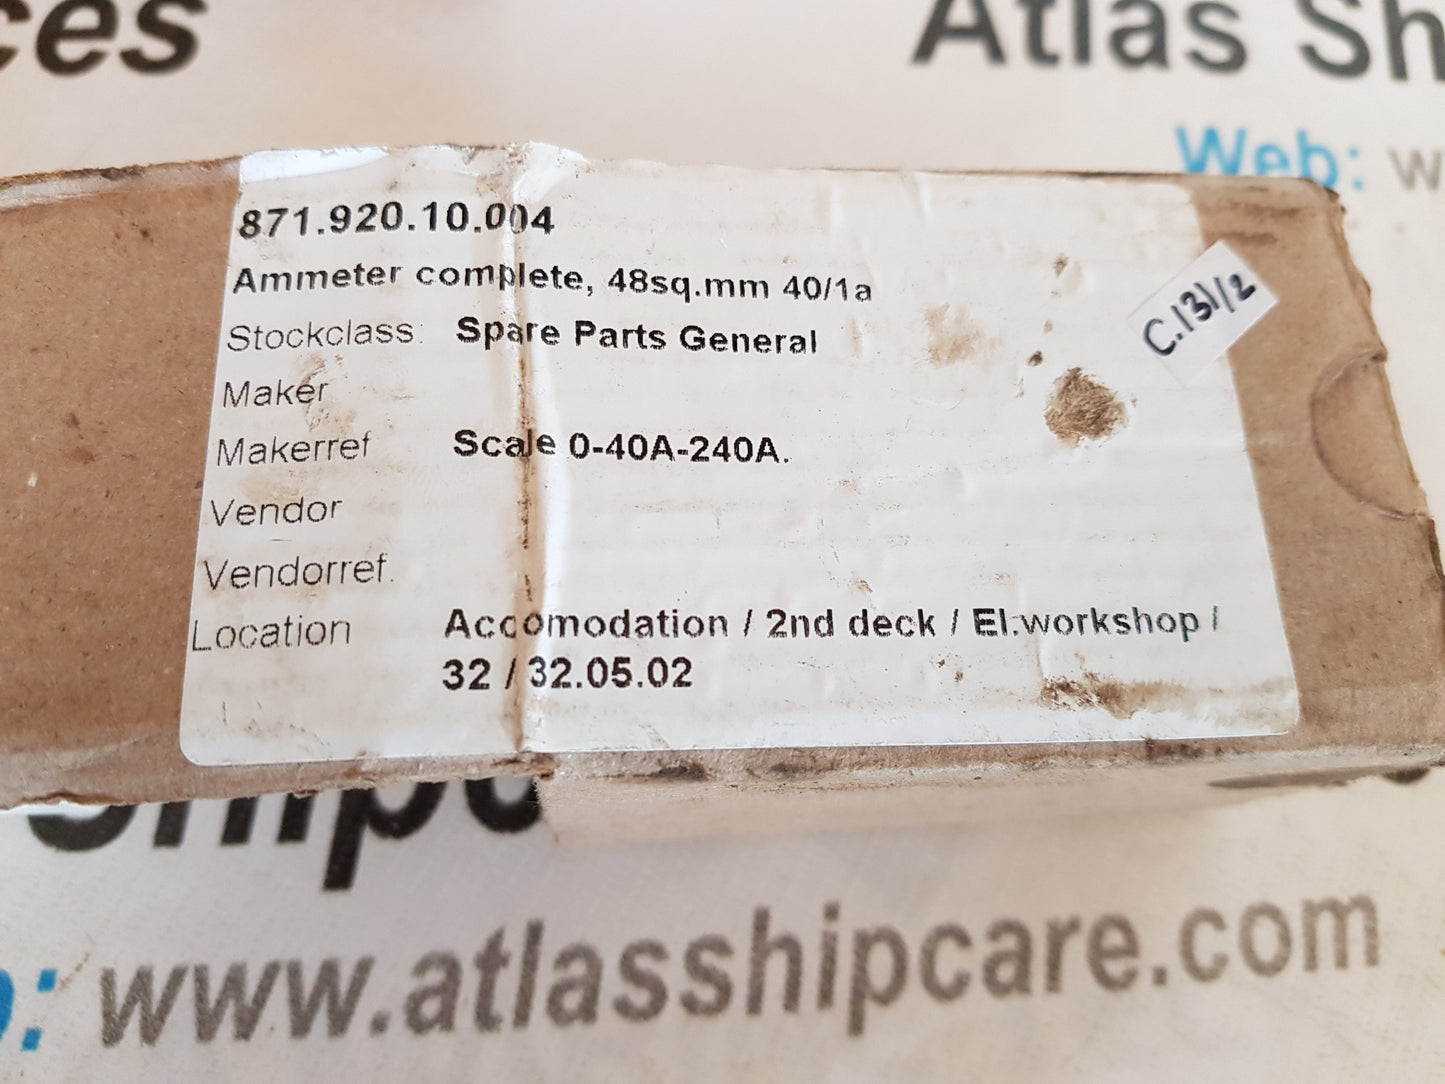 ces
Atlas Sh
Web: w
871.920.10.004
Ammeter complete, 48sq.mm 40/1a
Stockclass: Spare Parts General
Maker
Makerref Scale 0-40A-240A.
Vendor
Vendorref.
Location Accomodation / 2nd deck / El.workshop /
32 / 32.05.02
C.131/2
www.atlasshipcare.com